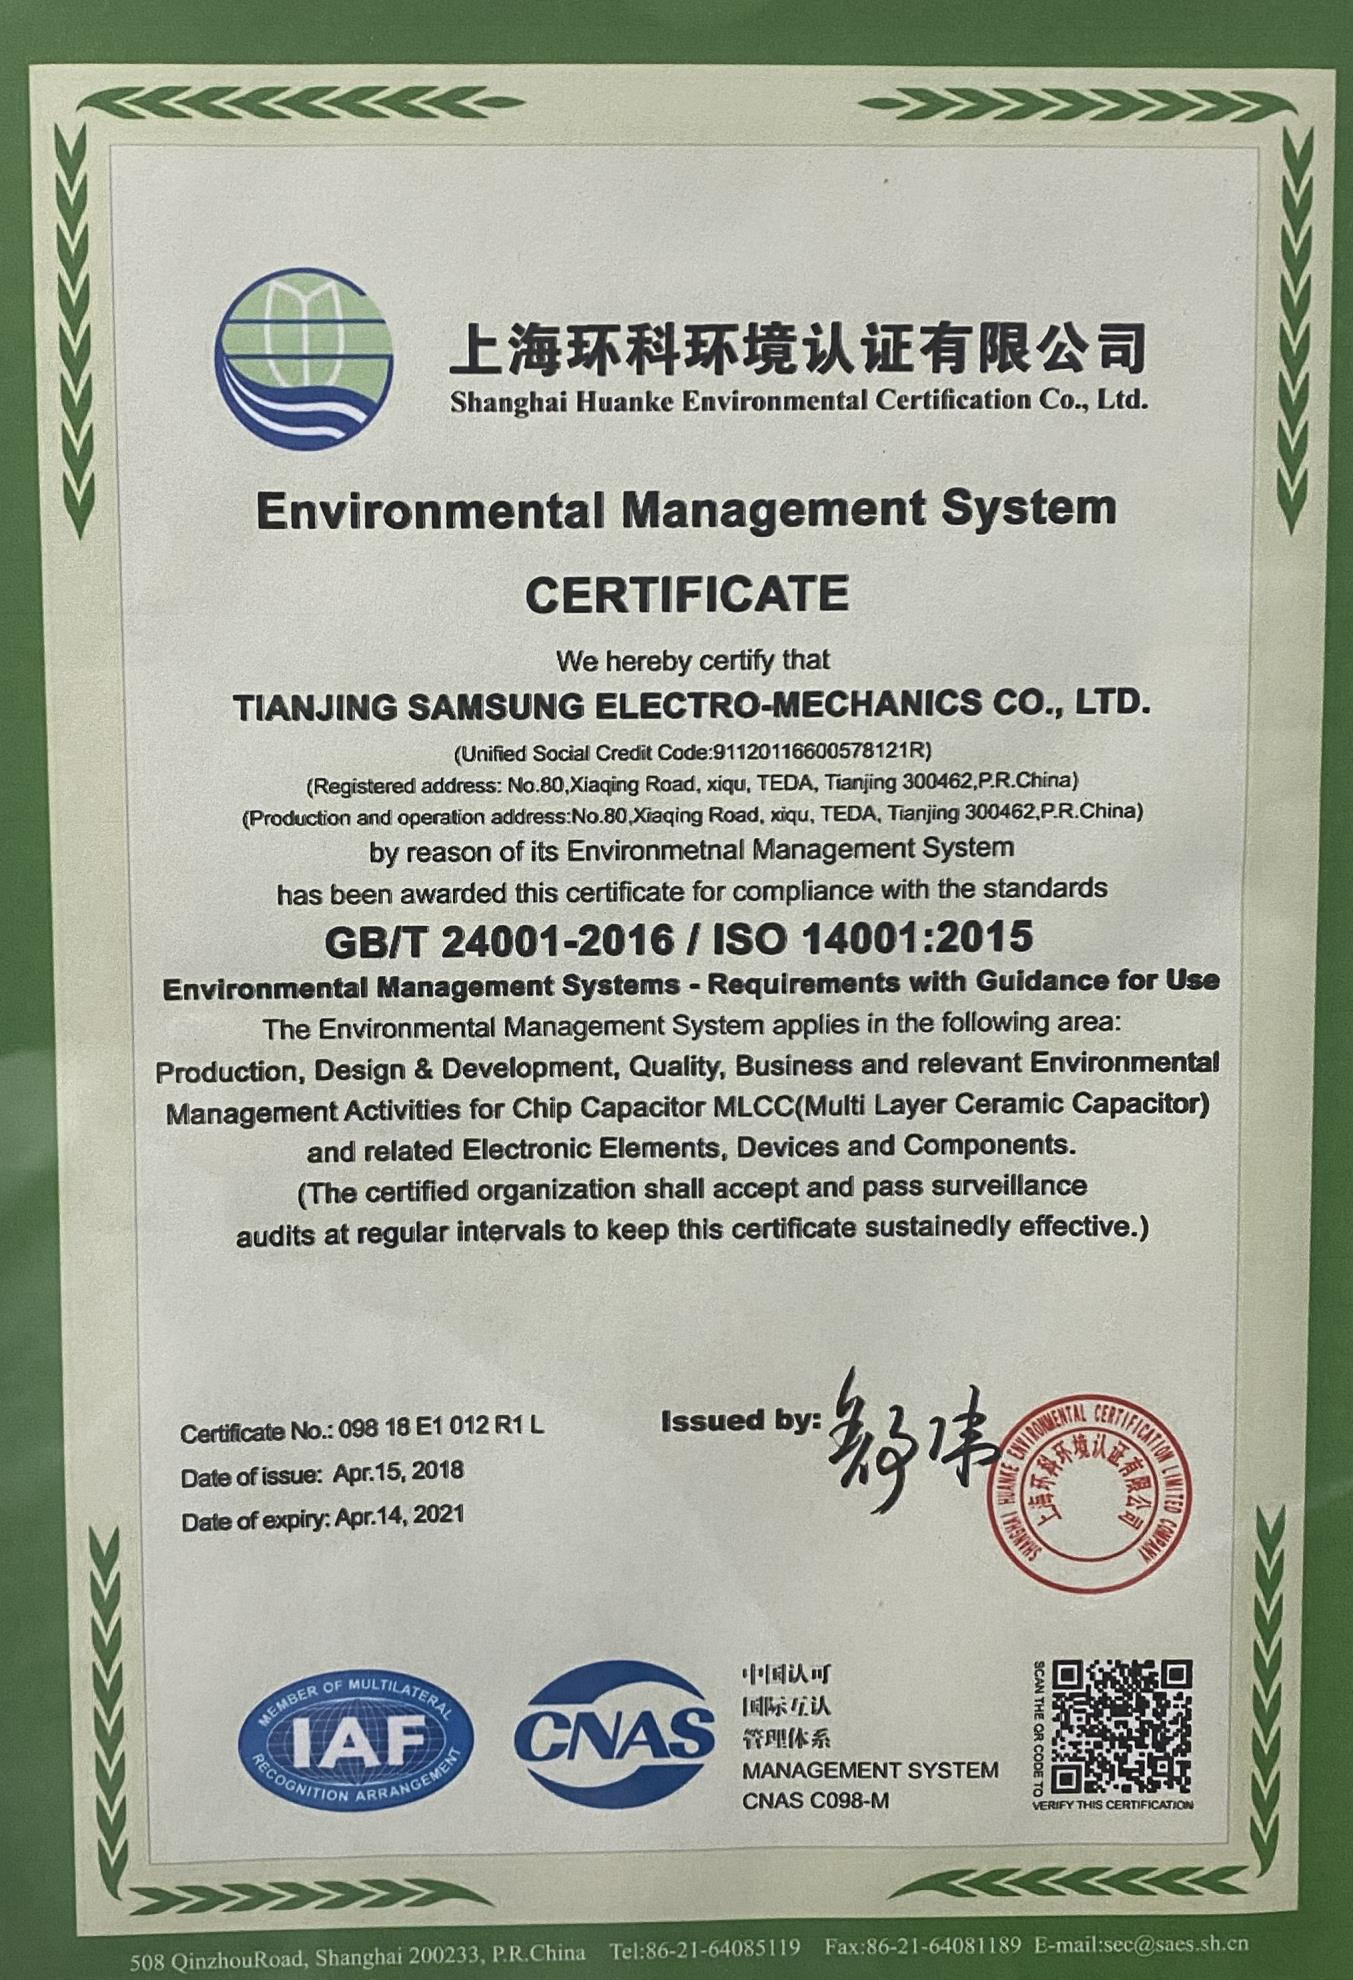 上海环科环境认证有限公司
Shanghai Huanke Environmental Certification Co., Ltd.
Environmental Management System
CERTIFICATE
We hereby certify that
TIANJING SAMSUNG ELECTRO-MECHANICS CO., LTD.
(Unified Social Credit Code:91120116600578121R)
(Registered address: No.80,Xiaqing Road, xiqu, TEDA, Tianjing 300462,P.R.China)
(Production and operation address:No.80,Xiaqing Road, xiqu, TEDA, Tianjing 300462,P.R.China)
by reason of its Environmetnal Management System
has been awarded this certificate for compliance with the standards
GB/T 24001-2016 / ISO 14001:2015
Environmental Management Systems - Requirements with Guidance for Use
The Environmental Management System applies in the following area:
Production, Design & Development, Quality, Business and relevant Environmental
Management Activities for Chip Capacitor MLCC(Multi Layer Ceramic Capacitor)
and related Electronic Elements, Devices and Components.
(The certified organization shall accept and pass surveillance
audits at regular intervals to keep this certificate sustainedly effective.)
Certificate No.: 098 18 E1 012 R1 L
Date of issue: Apr.15, 2018
Date of expiry: Apr.14, 2021
Issued by:
SHANGHAI HUANKE ENVIRONMENTAL CERTIFICATION LIMITED COMPANY
上海环科环境认证有限公司
MEMBER OF MULTILATERAL
IAF
RECOGNITION ARRANGEMENT
CNAS
中国认可
国际互认
管理体系
MANAGEMENT SYSTEM
CNAS C098-M
SCAN THE QR CODE TO
VERIFY THIS CERTIFICATION
508 QinzhouRoad, Shanghai 200233, P.R.China Tel:86-21-64085119 Fax:86-21-64081189 E-mail:sec@saes.sh.cn